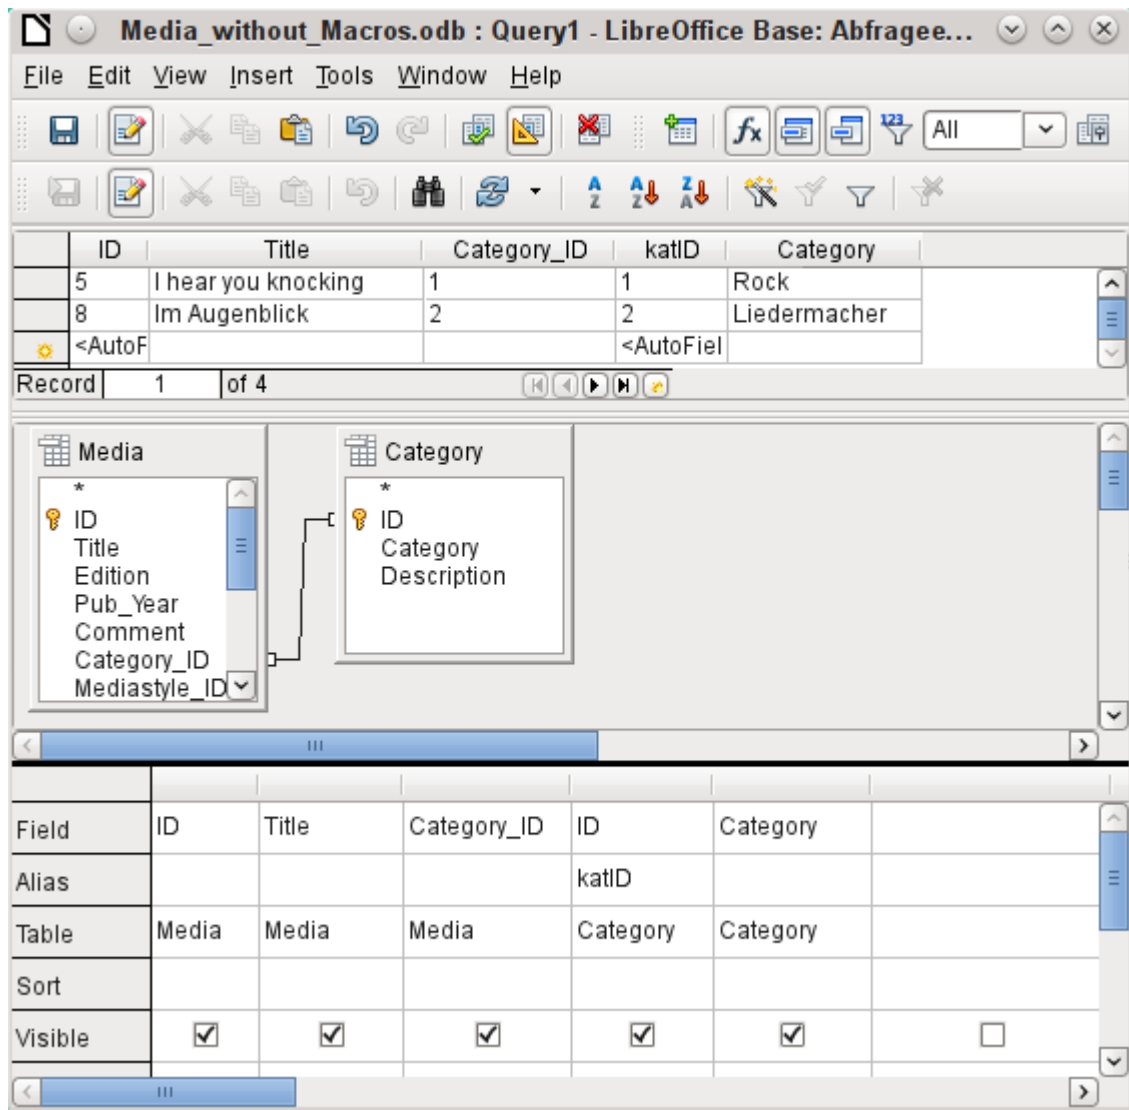 Media_without_Macros.odb : Query1 - LibreOffice Base: Abfragee...
File Edit View Insert Tools Window Help
All
ID Title Category_ID katID Category
5 I hear you knocking 1 1 Rock
8 Im Augenblick 2 2 Liedermacher
<AutoF <AutoFiel
Record 1 of 4
Media
*
ID
Title
Edition
Pub_Year
Comment
Category_ID
Mediastyle_ID
Category
*
ID
Category
Description
Field ID Title Category_ID ID Category
Alias katID
Table Media Media Media Category Category
Sort
Visible